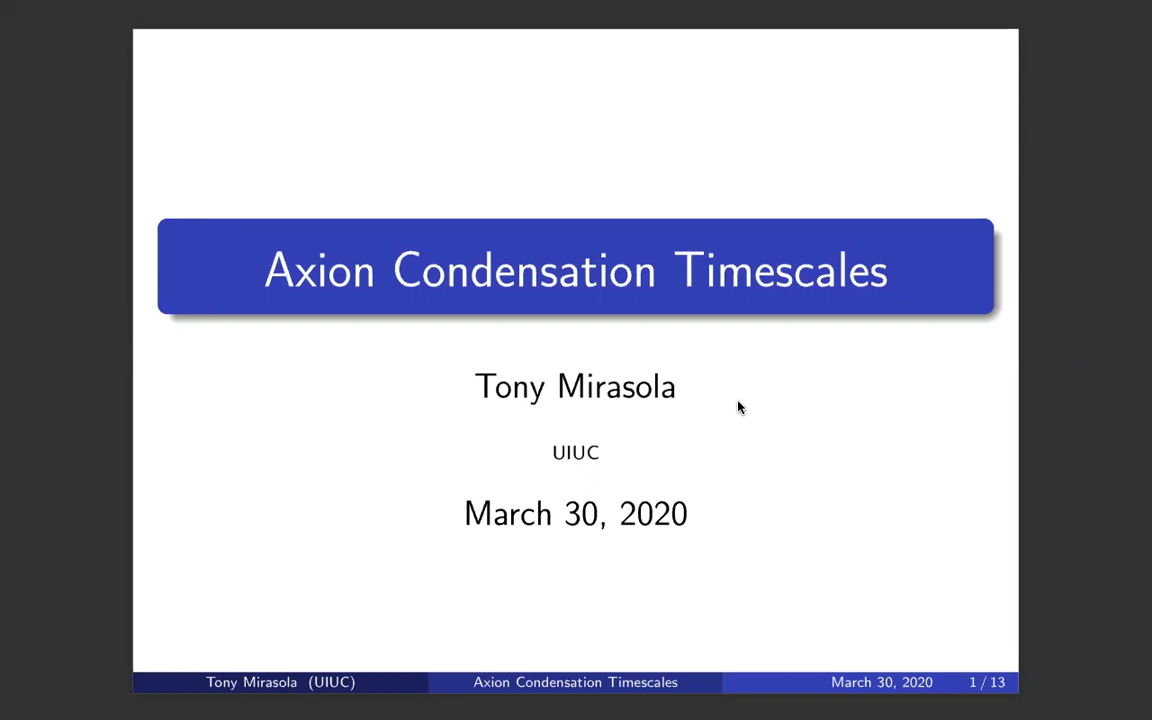 Axion Condensation Timescales
Tony Mirasola
UIUC
March 30, 2020
Tony Mirasola (UIUC) Axion Condensation Timescales March 30, 2020 1 / 13